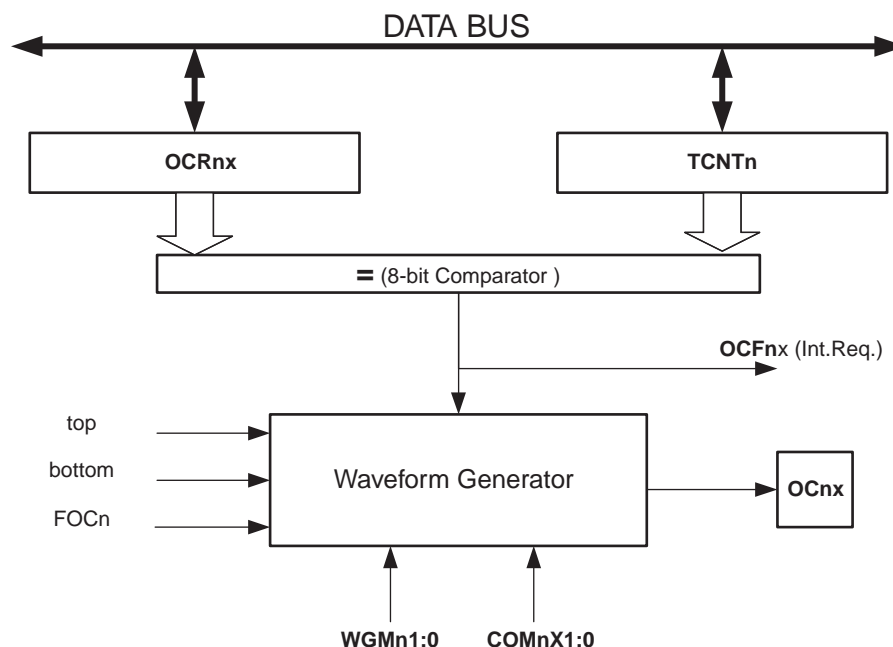 DATA BUS
OCRnx
TCNTn
= (8-bit Comparator )
OCFnx (Int.Req.)
top
bottom
FOCn
Waveform Generator
OCnx
WGMn1:0
COMnX1:0